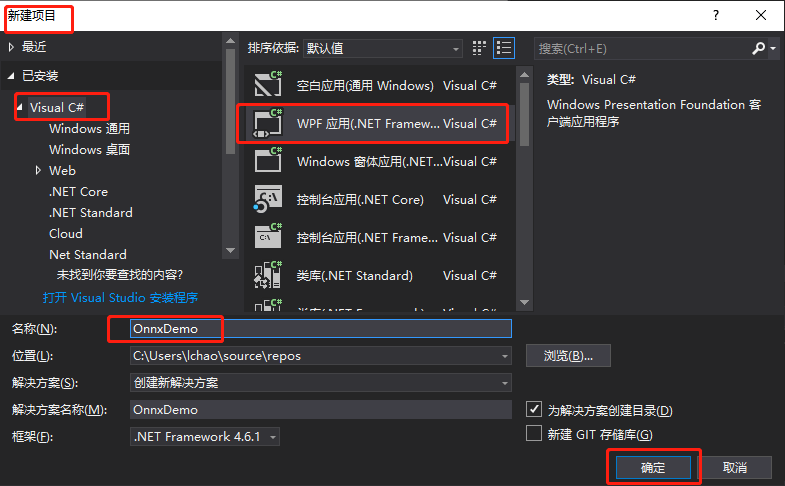 新建项目
?
最近
已安装
Visual C#
Windows 通用
Windows 桌面
Web
.NET Core
.NET Standard
Cloud
Net Standard
未找到你要查找的内容?
打开 Visual Studio 安装程序
排序依据: 默认值
空白应用(通用 Windows) Visual C#
WPF 应用(.NET Framew... Visual C#
Windows 窗体应用(.NET... Visual C#
控制台应用(.NET Core) Visual C#
控制台应用(.NET Frame... Visual C#
类库(.NET Standard) Visual C#
类库(.NET Framework) Visual C#
搜索(Ctrl+E)
类型: Visual C#
Windows Presentation Foundation 客
户端应用程序
名称(N): OnnxDemo
位置(L): C:\Users\lchao\source\repos 浏览(B)...
解决方案(S): 创建新解决方案
解决方案名称(M): OnnxDemo 为解决方案创建目录(D)
框架(F): .NET Framework 4.6.1 新建 GIT 存储库(G)
确定 取消